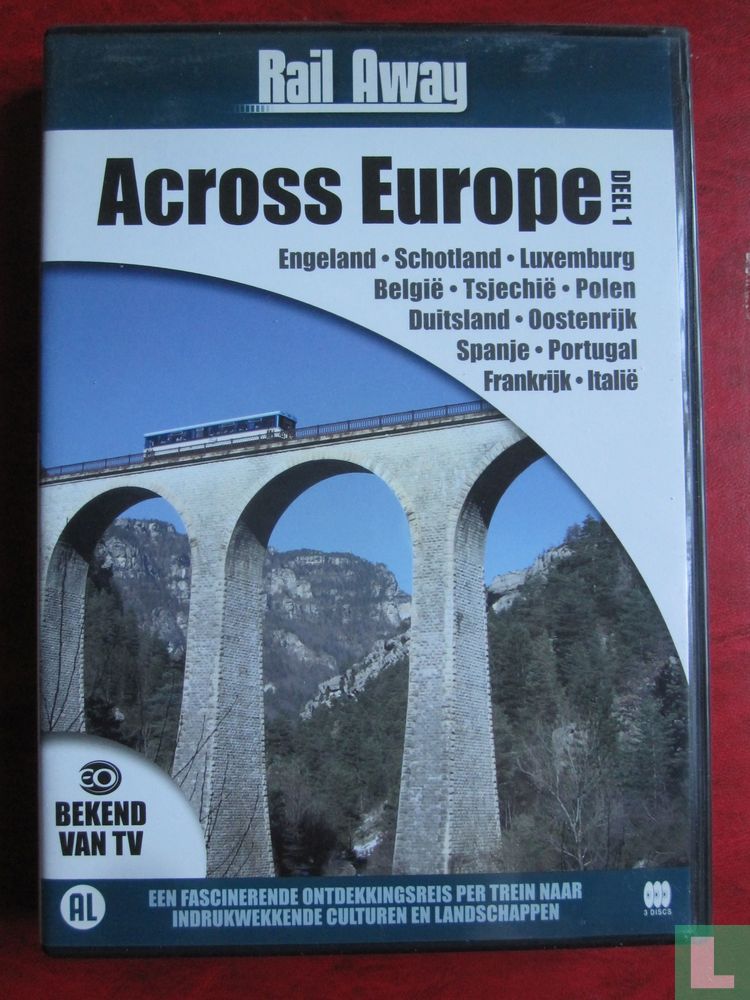 Rail Away
Across Europe
DEEL 1
Engeland • Schotland • Luxemburg
België • Tsjechië • Polen
Duitsland • Oostenrijk
Spanje • Portugal
Frankrijk • Italië
EO
BEKEND
VAN TV
AL
EEN FASCINERENDE ONTDEKKINGSREIS PER TREIN NAAR
INDRUKWEKKENDE CULTUREN EN LANDSCHAPPEN
3 DISCS
L